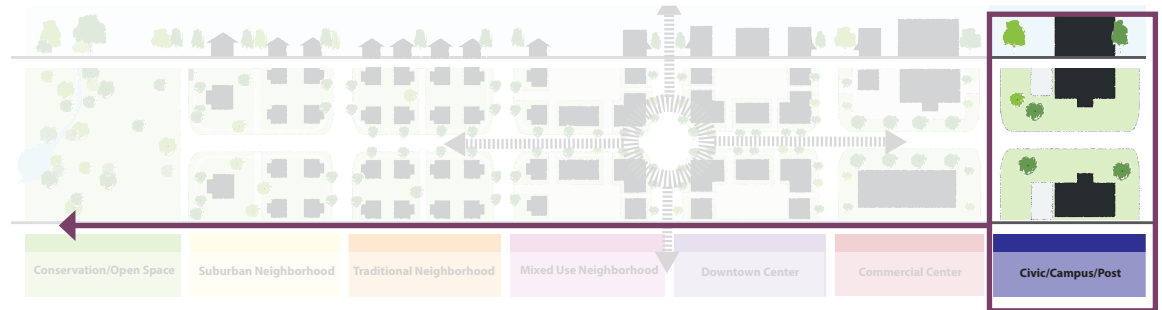 Conservation/Open Space
Suburban Neighborhood
Traditional Neighborhood
Mixed Use Neighborhood
Downtown Center
Commercial Center
Civic/Campus/Post